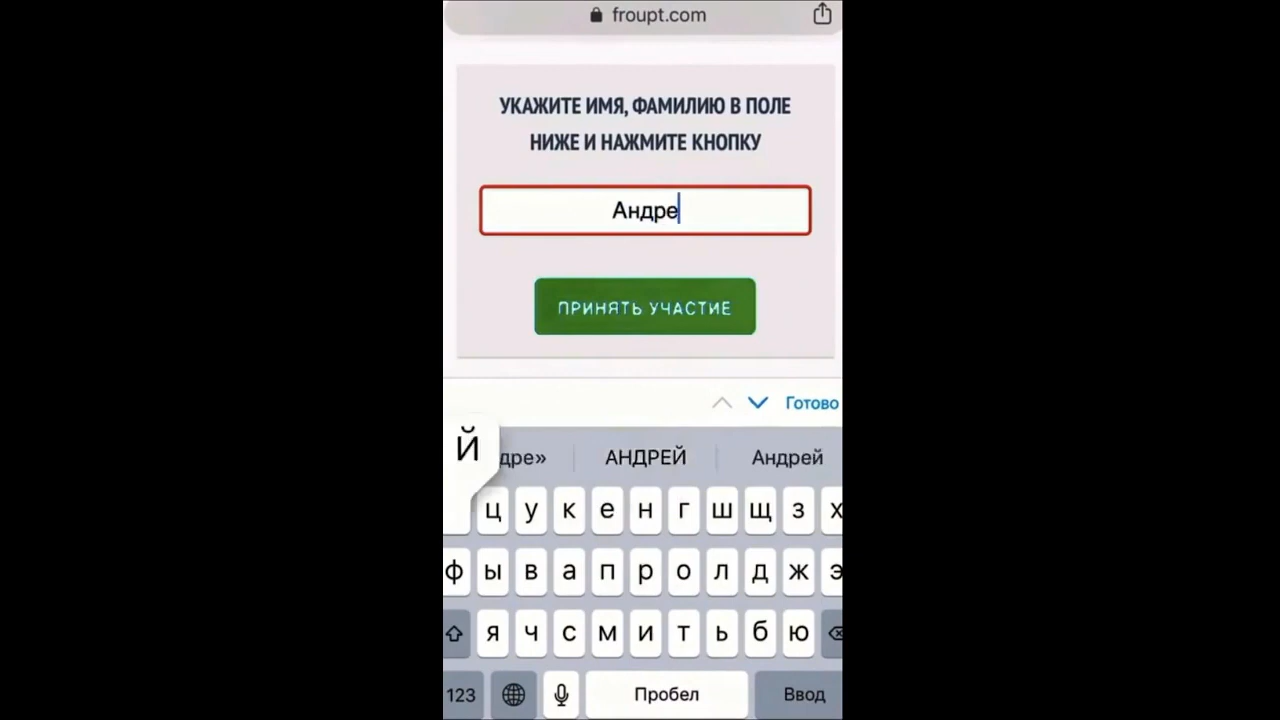 froupt.com
УКАЖИТЕ ИМЯ, ФАМИЛИЮ В ПОЛЕ
НИЖЕ И НАЖМИТЕ КНОПКУ
Андре
ПРИНЯТЬ УЧАСТИЕ
Готово
Й
дре» АНДРЕЙ Андрей
ц у к е н г ш щ з х
ф ы в а п р о л д ж э
я ч с м и т ь б ю
123 Пробел Ввод